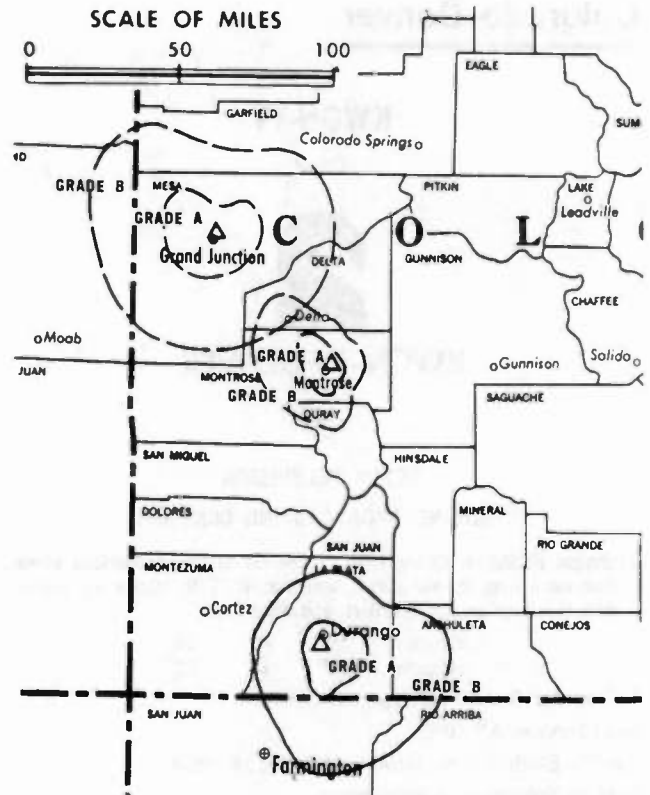 SCALE OF MILES
0 50 100
EAGLE
GARFIELD
Colorado Springs
SUM
ND
GRADE B
MESA
PITKIN
LAKE
Leadville
GRADE A
C O L
Grand Junction
DELTA
GUNNISON
CHAFFEE
Delta
Moab
GRADE A
Gunnison
Salida
JUAN
MONTROSE
Montrose
GRADE B
SAGUACHE
OURAY
SAN MIGUEL
HINSDALE
DOLORES
MINERAL
RIO GRANDE
SAN JUAN
MONTEZUMA
LA PLATA
Cortez
ARCHULETA
CONEJOS
Durango
GRADE A
GRADE B
SAN JUAN
RIO ARRIBA
Farmington